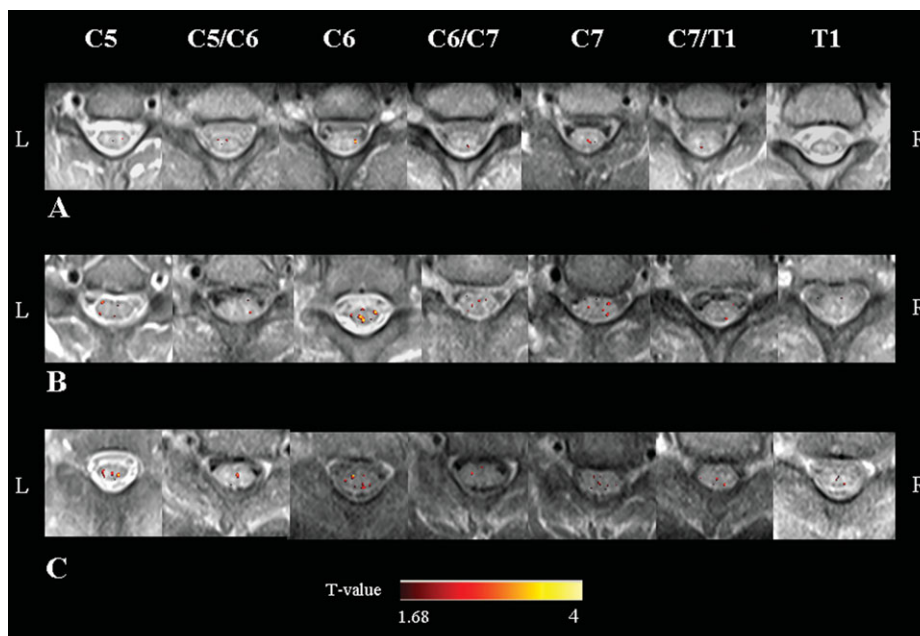 C5 C5/C6 C6 C6/C7 C7 C7/T1 T1
L R
A
L R
B
L R
C
T-value
1.68 4